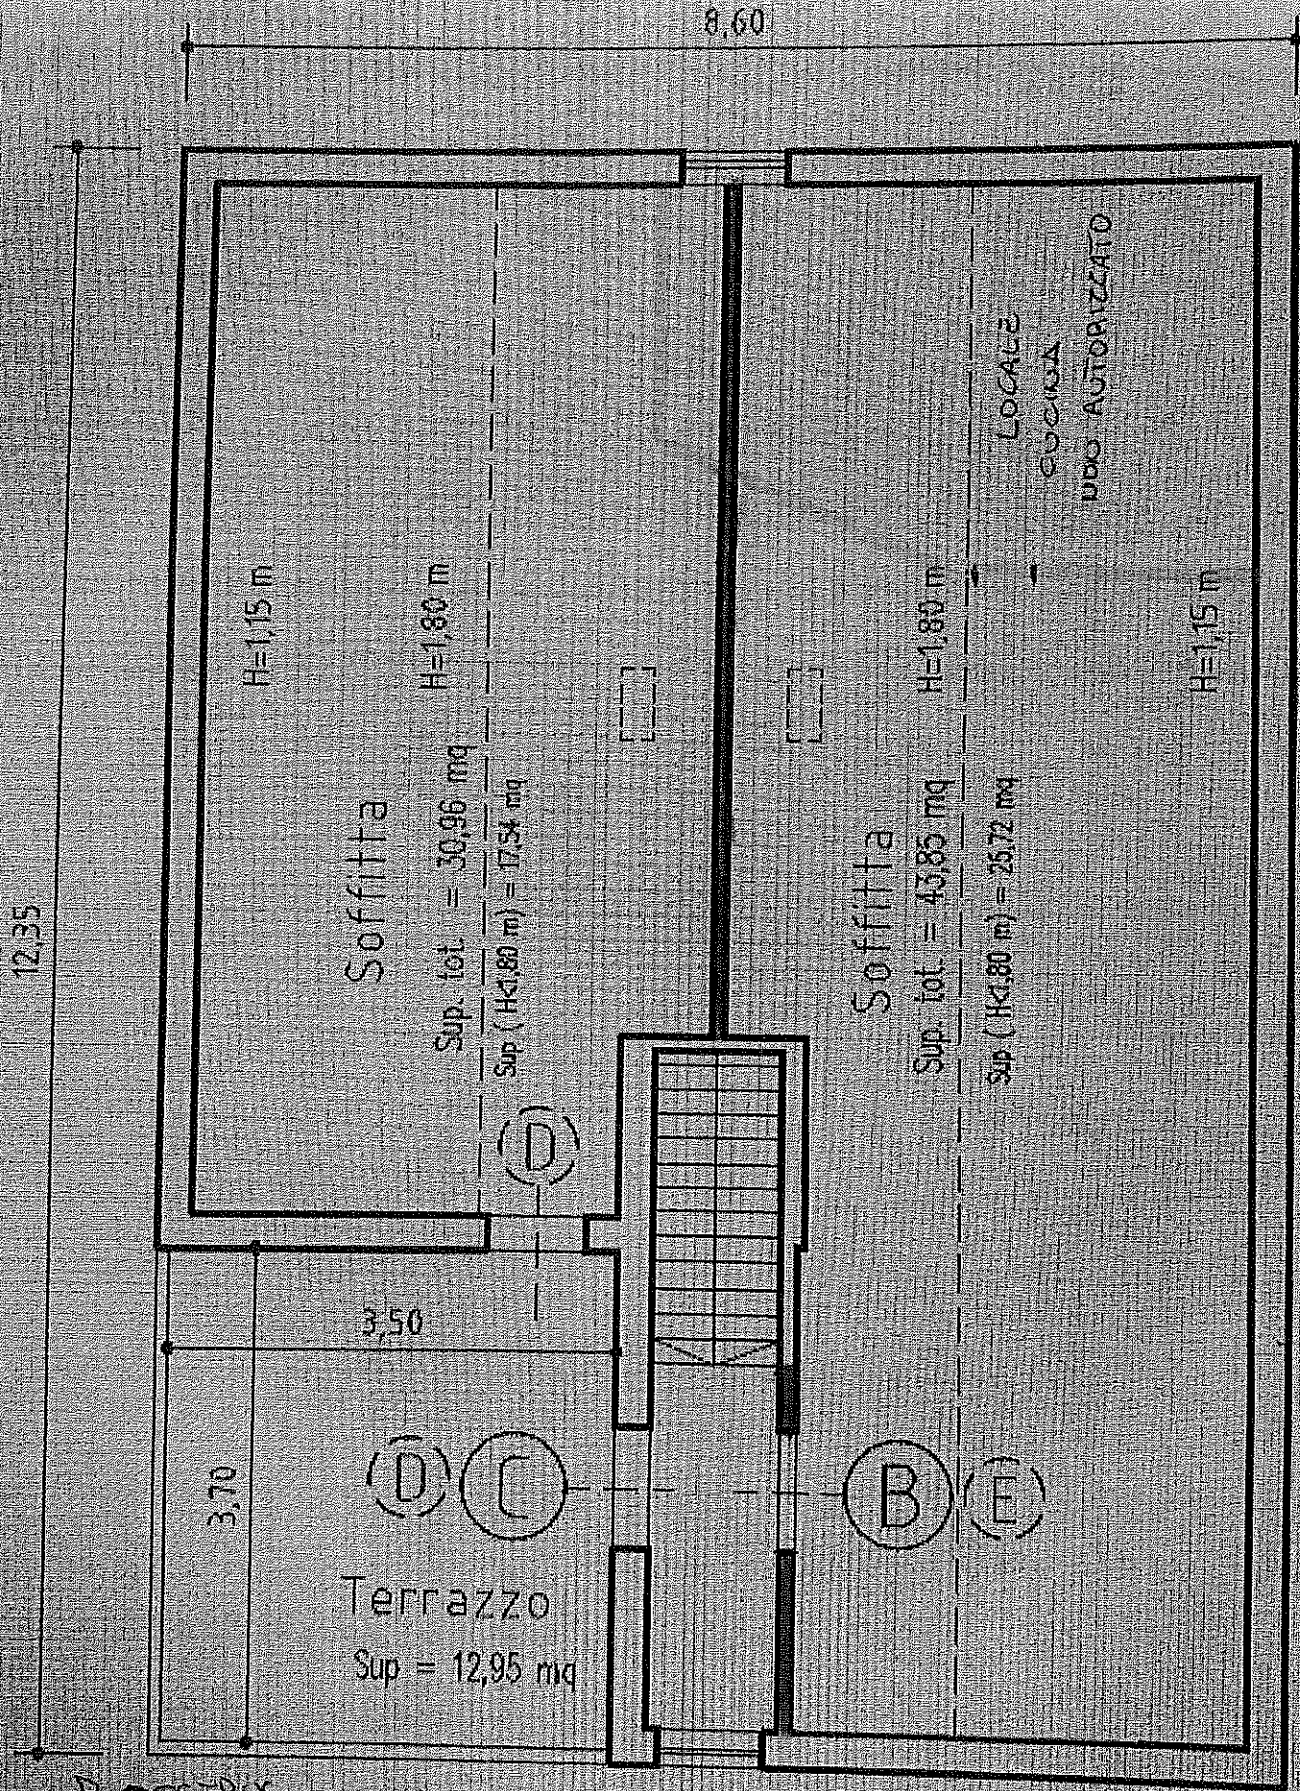 8,60
12,35
H=1,15 m
H=1,80 m
Soffitta
Sup. tot. = 30,96 mq
Sup (H<1,80 m) = 17,54 mq
D
LOCALE
CUCINA
NON AUTORIZZATO
H=1,80 m
H=1,15 m
Soffitta
Sup. tot. = 43,85 mq
Sup (H<1,80 m) = 26,72 mq
3,50
3,70
D
C
B
E
Terrazzo
Sup = 12,95 mq